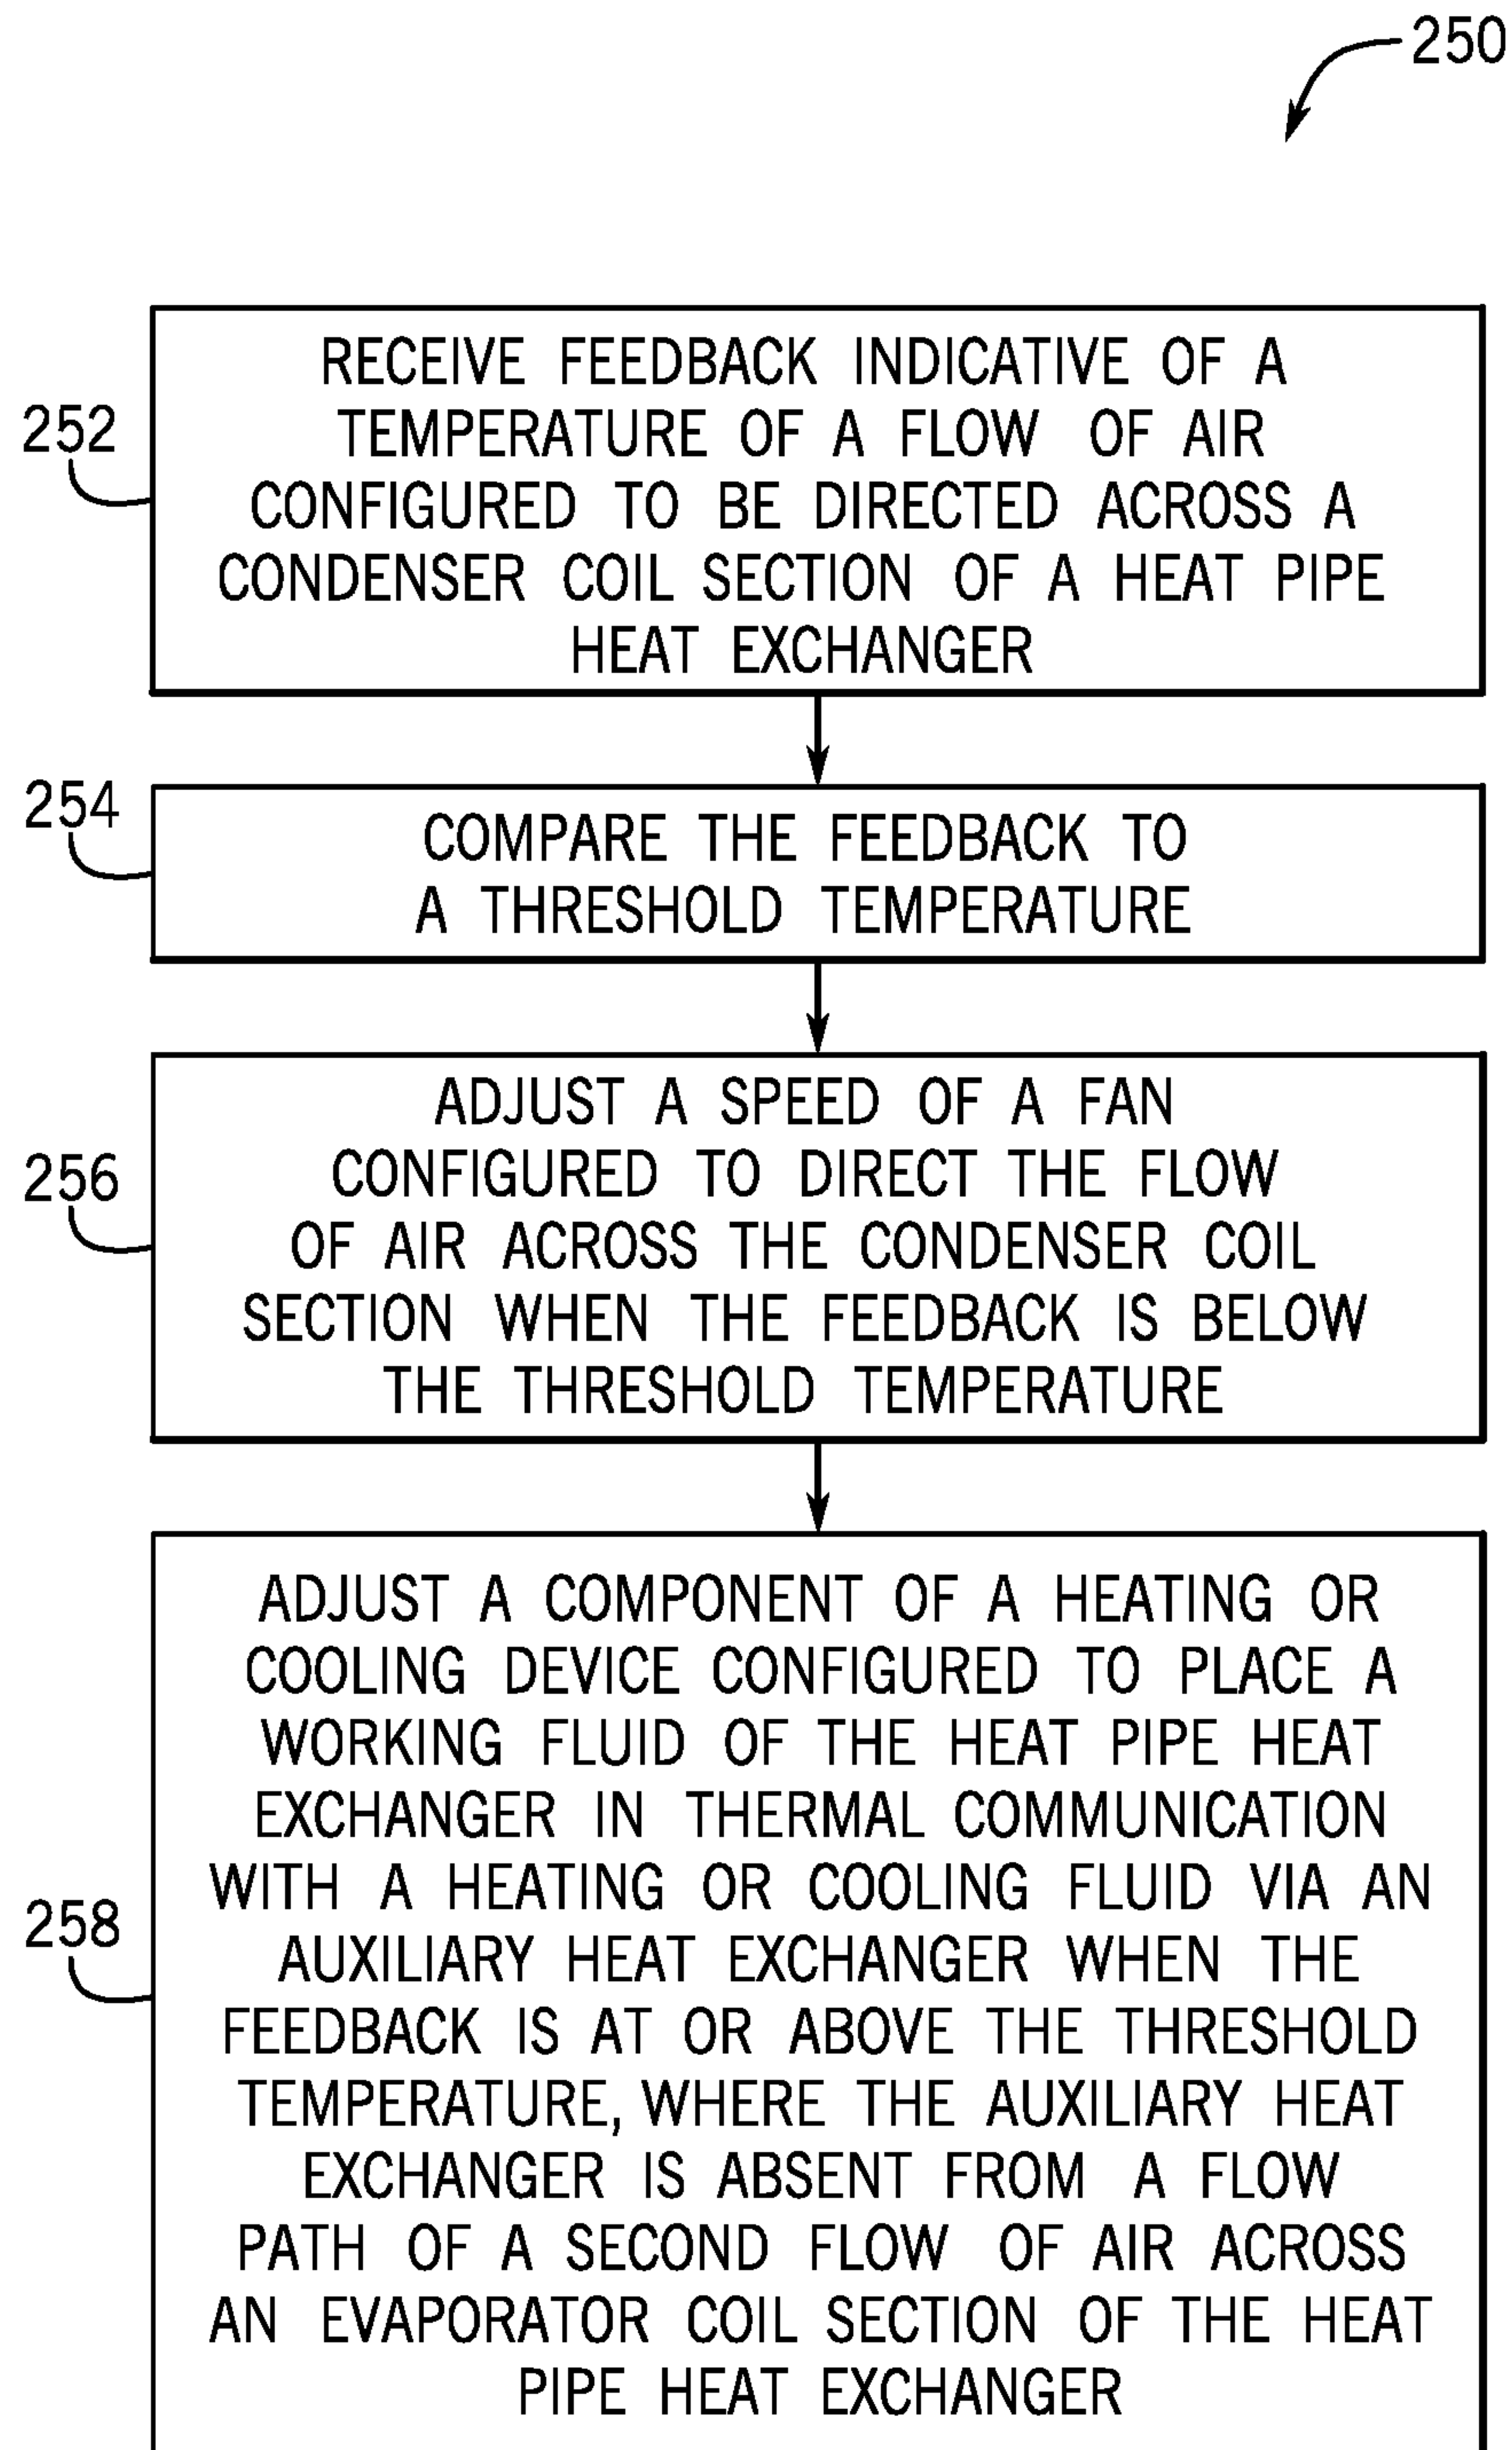 250
252
RECEIVE FEEDBACK INDICATIVE OF A
TEMPERATURE OF A FLOW OF AIR
CONFIGURED TO BE DIRECTED ACROSS A
CONDENSER COIL SECTION OF A HEAT PIPE
HEAT EXCHANGER
254
COMPARE THE FEEDBACK TO
A THRESHOLD TEMPERATURE
256
ADJUST A SPEED OF A FAN
CONFIGURED TO DIRECT THE FLOW
OF AIR ACROSS THE CONDENSER COIL
SECTION WHEN THE FEEDBACK IS BELOW
THE THRESHOLD TEMPERATURE
258
ADJUST A COMPONENT OF A HEATING OR
COOLING DEVICE CONFIGURED TO PLACE A
WORKING FLUID OF THE HEAT PIPE HEAT
EXCHANGER IN THERMAL COMMUNICATION
WITH A HEATING OR COOLING FLUID VIA AN
AUXILIARY HEAT EXCHANGER WHEN THE
FEEDBACK IS AT OR ABOVE THE THRESHOLD
TEMPERATURE, WHERE THE AUXILIARY HEAT
EXCHANGER IS ABSENT FROM A FLOW
PATH OF A SECOND FLOW OF AIR ACROSS
AN EVAPORATOR COIL SECTION OF THE HEAT
PIPE HEAT EXCHANGER